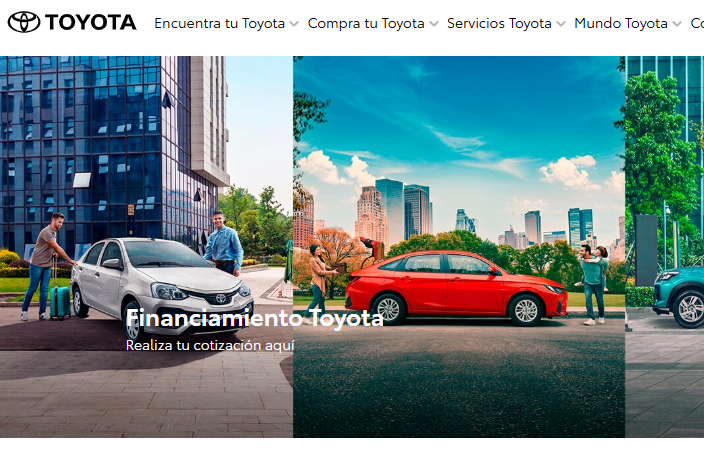 TOYOTA
Encuentra tu Toyota
Compra tu Toyota
Servicios Toyota
Mundo Toyota
Co
Financiamiento Toyota
Realiza tu cotización aquí